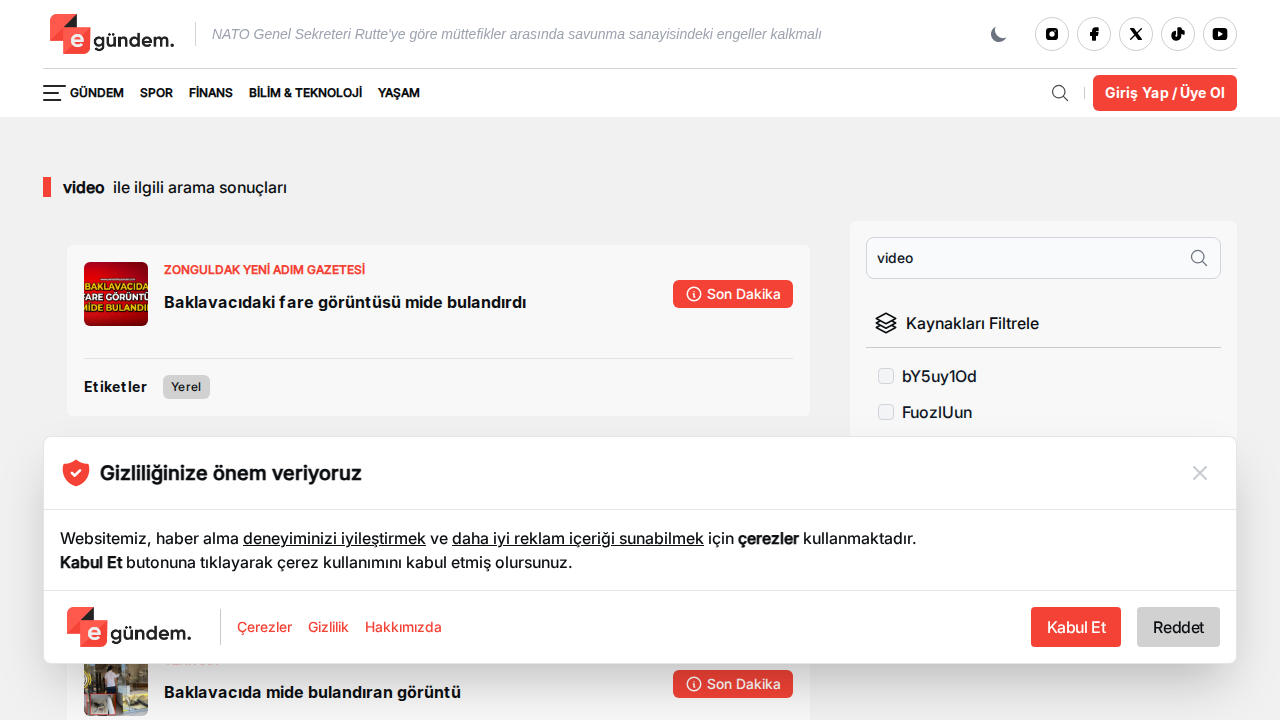 e gündem.
NATO Genel Sekreteri Rutte'ye göre müttefikler arasında savunma sanayisindeki engeller kalkmalı
GÜNDEM SPOR FİNANS BİLİM & TEKNOLOJİ YAŞAM
Giriş Yap / Üye Ol
video ile ilgili arama sonuçları
ZONGULDAK YENİ ADIM GAZETESİ
BAKLAVACIDA
FARE GÖRÜNTÜ
MİDE BULANDI
Baklavacıdaki fare görüntüsü mide bulandırdı
Son Dakika
Etiketler Yerel
video
Kaynakları Filtrele
bY5uy1Od
FuozlUun
Gizliliğinize önem veriyoruz
Websitemiz, haber alma deneyiminizi iyileştirmek ve daha iyi reklam içeriği sunabilmek için çerezler kullanmaktadır.
Kabul Et butonuna tıklayarak çerez kullanımını kabul etmiş olursunuz.
e gündem.
Çerezler Gizlilik Hakkımızda
Kabul Et Reddet
Baklavacıda mide bulandıran görüntü
Son Dakika